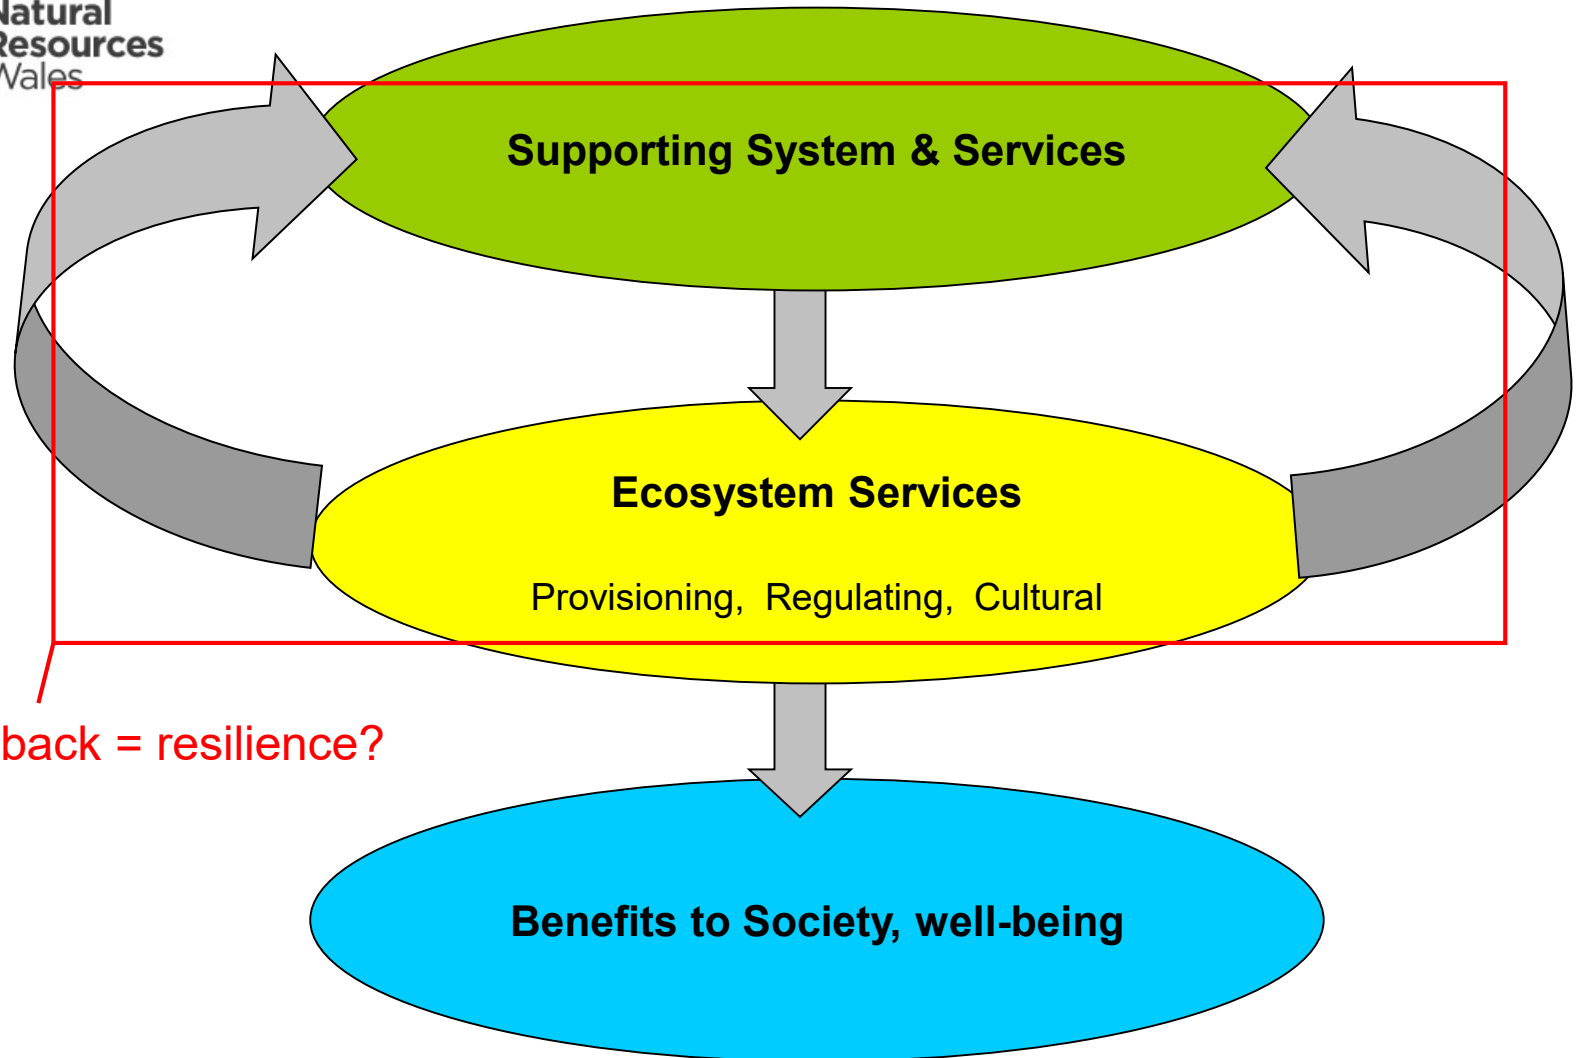 Natural
Resources
Wales
Supporting System & Services
Ecosystem Services
Provisioning, Regulating, Cultural
back = resilience?
Benefits to Society, well-being